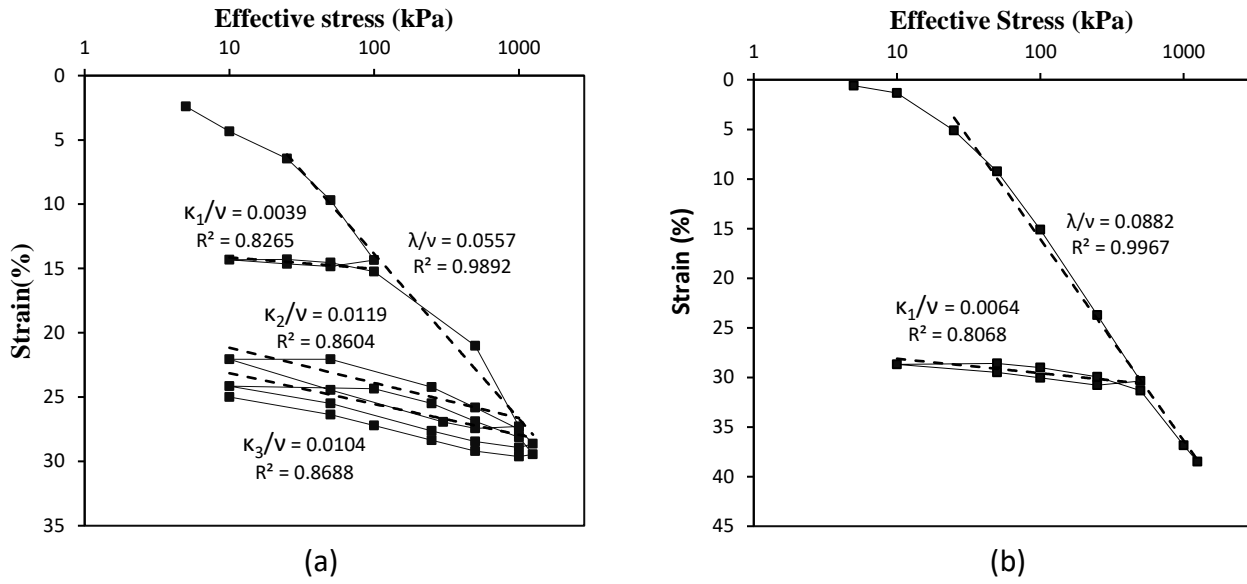 Effective stress (kPa)
1 10 100 1000
0
5
10
15
20
25
30
35
Strain(%)
κ1/ν = 0.0039
R² = 0.8265
λ/ν = 0.0557
R² = 0.9892
κ2/ν = 0.0119
R² = 0.8604
κ3/ν = 0.0104
R² = 0.8688
(a)
Effective Stress (kPa)
1 10 100 1000
0
5
10
15
20
25
30
35
40
45
Strain (%)
λ/ν = 0.0882
R² = 0.9967
κ1/ν = 0.0064
R² = 0.8068
(b)